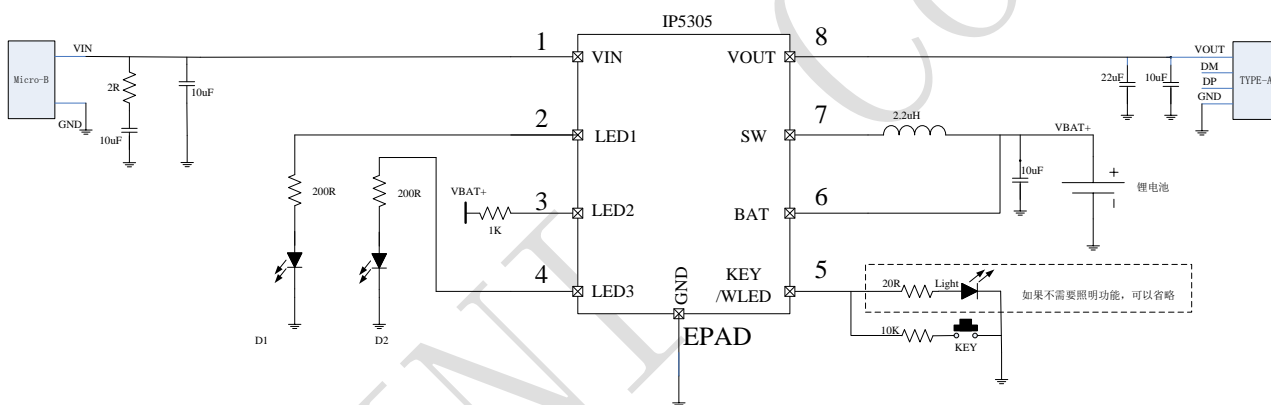 IP5305
Micro-B
VIN
GND
2R
10uF
10uF
1
VIN
2
LED1
3
LED2
4
LED3
200R
200R
VBAT+
1K
D1
D2
GND
EPAD
VOUT
8
SW
7
BAT
6
KEY
/WLED
5
22uF
10uF
VOUT
DM
DP
GND
TYPE-A
2.2uH
VBAT+
10uF
+
锂电池
20R
Light
如果不需要照明功能，可以省略
10K
KEY